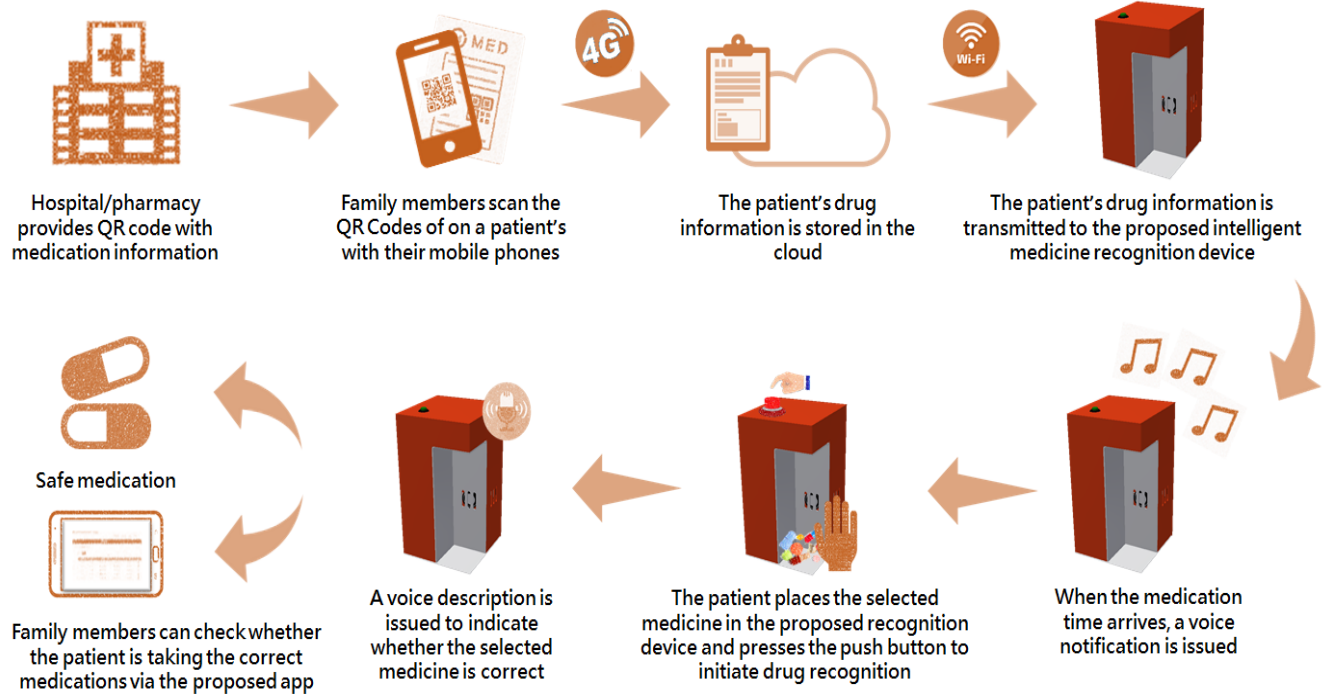 MED
4G
Wi-Fi
Hospital/pharmacy
provides QR code with
medication information
Family members scan the
QR Codes of on a patient's
with their mobile phones
The patient's drug
information is stored in the
cloud
The patient's drug information is
transmitted to the proposed intelligent
medicine recognition device
Safe medication
Family members can check whether
the patient is taking the correct
medications via the proposed app
A voice description is
issued to indicate
whether the selected
medicine is correct
The patient places the selected
medicine in the proposed recognition
device and presses the push button to
initiate drug recognition
When the medication
time arrives, a voice
notification is issued